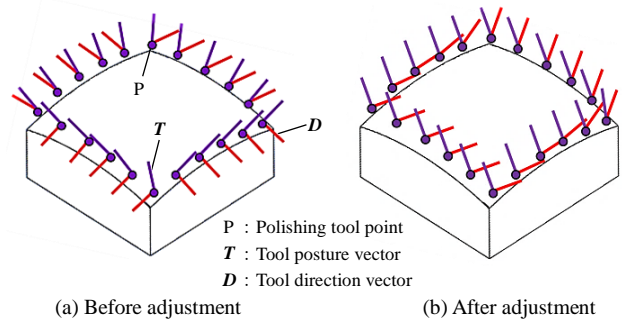 P
T
D
P : Polishing tool point
T : Tool posture vector
D : Tool direction vector
(a) Before adjustment
(b) After adjustment